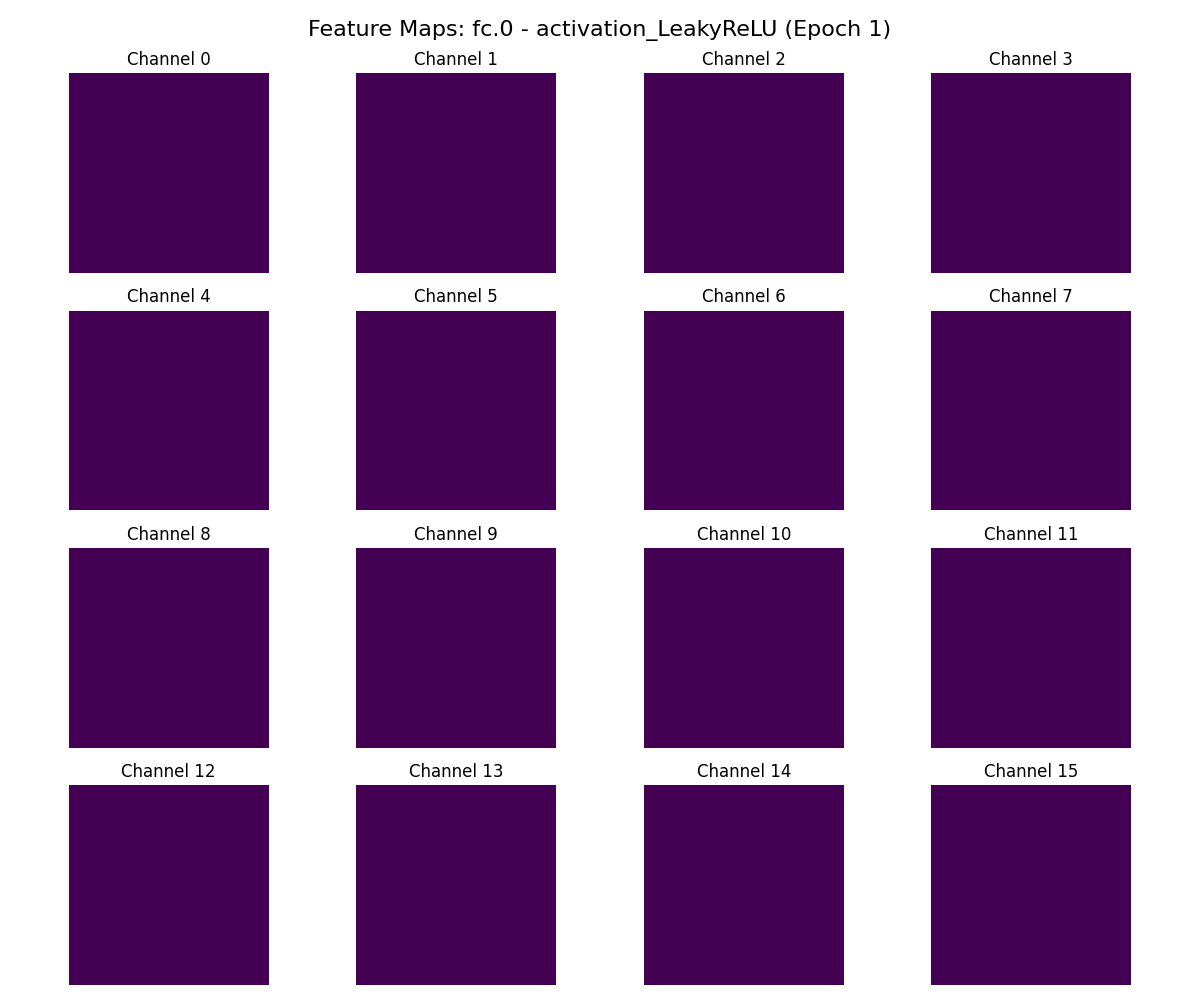 Feature Maps: fc.0 - activation_LeakyReLU (Epoch 1)
Channel 0
Channel 1
Channel 2
Channel 3
Channel 4
Channel 5
Channel 6
Channel 7
Channel 8
Channel 9
Channel 10
Channel 11
Channel 12
Channel 13
Channel 14
Channel 15